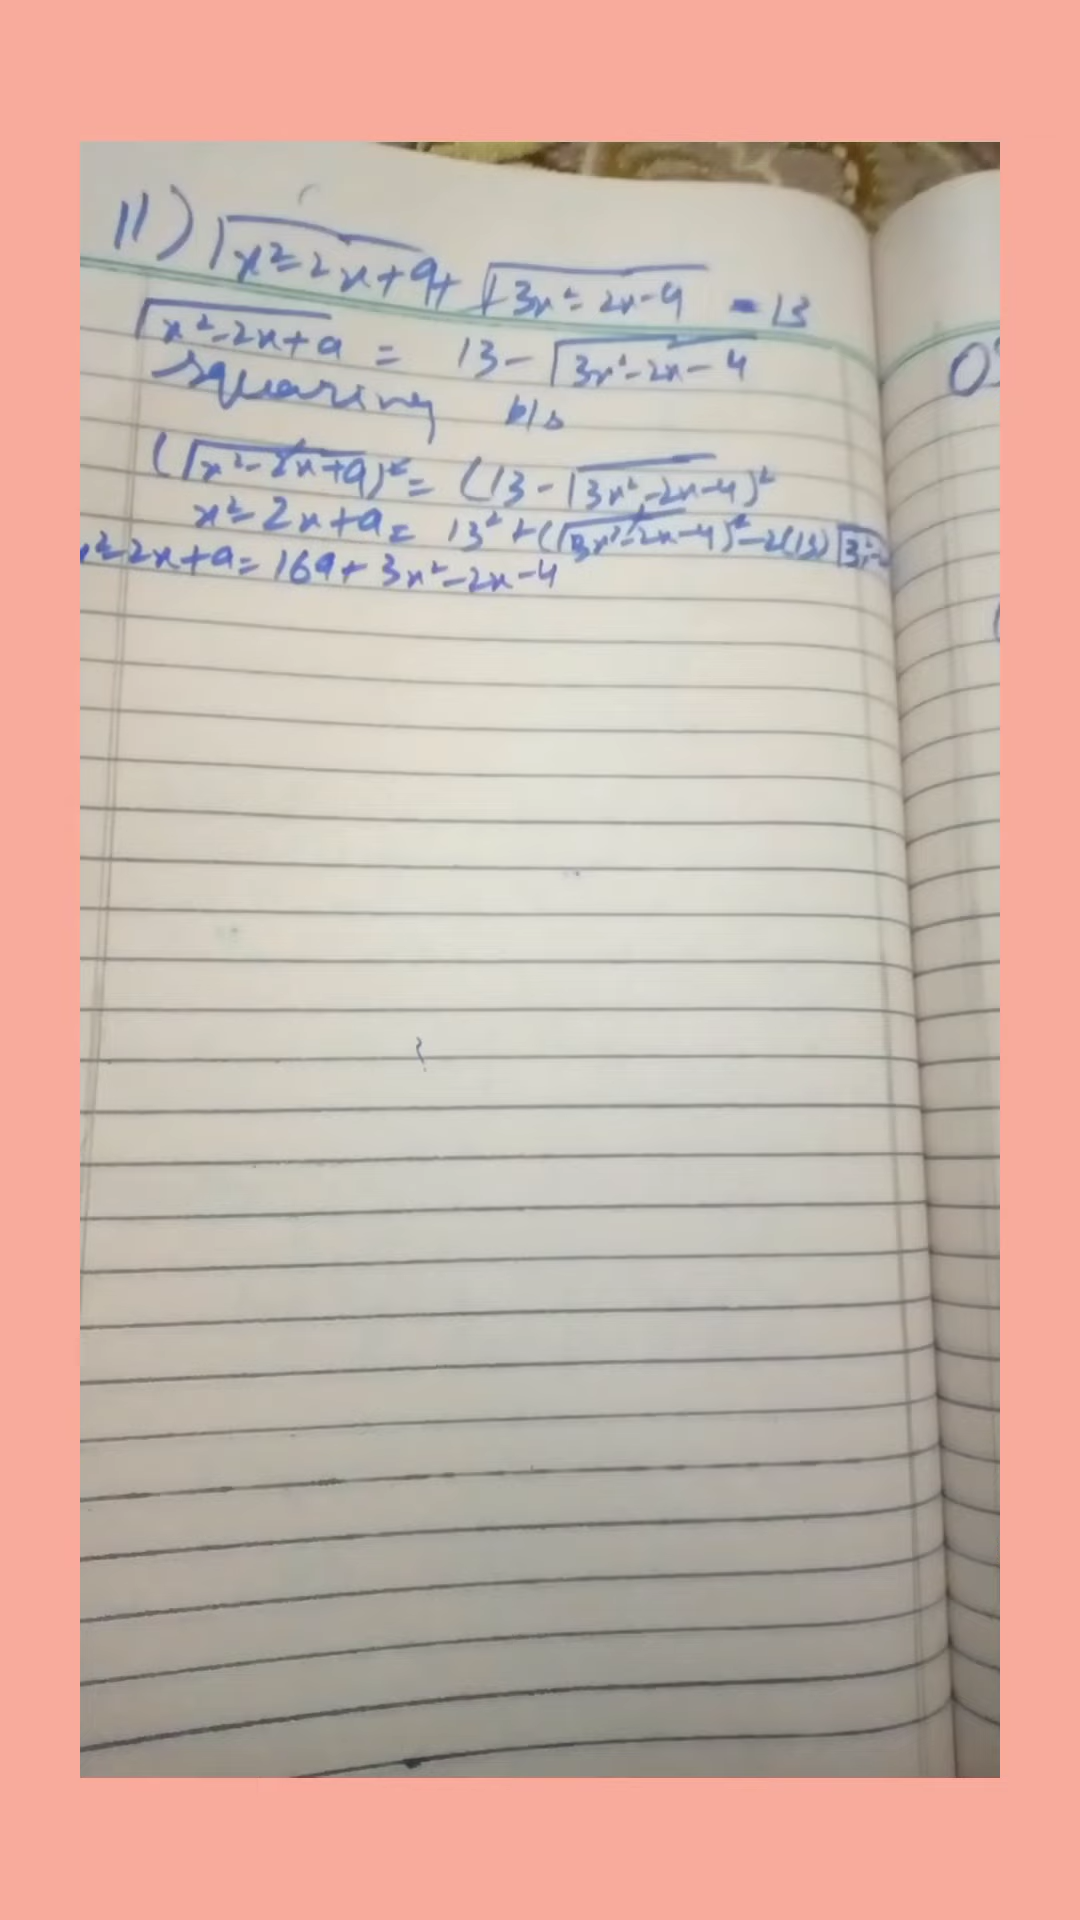 11) √x²-2x+9 + √3x²-2x-4 = 13
√x²-2x+9 = 13-√3x²-2x-4
squaring b/s
(√x²-2x+9)² = (13-√3x²-2x-4)²
x²-2x+9 = 13²+(√3x²-2x-4)²-2(13)√3x²-
x²-2x+9 = 169+3x²-2x-4